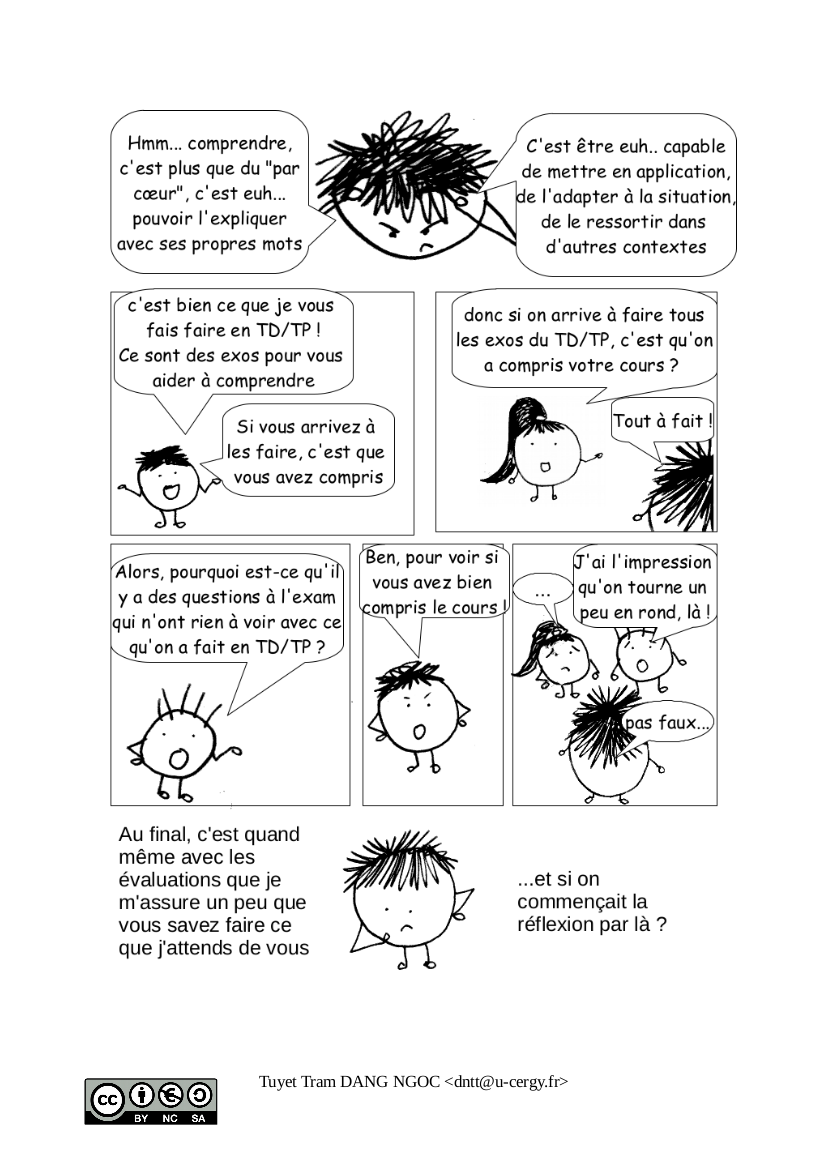 Hmm... comprendre,
c'est plus que du "par
cœur", c'est euh...
pouvoir l'expliquer
avec ses propres mots
C'est être euh.. capable
de mettre en application,
de l'adapter à la situation,
de le ressortir dans
d'autres contextes
c'est bien ce que je vous
fais faire en TD/TP !
Ce sont des exos pour vous
aider à comprendre
Si vous arrivez à
les faire, c'est que
vous avez compris
donc si on arrive à faire tous
les exos du TD/TP, c'est qu'on
a compris votre cours ?
Tout à fait !
Alors, pourquoi est-ce qu'il
y a des questions à l'exam
qui n'ont rien à voir avec ce
qu'on a fait en TD/TP ?
Ben, pour voir si
vous avez bien
compris le cours !
...
J'ai l'impression
qu'on tourne un
peu en rond, là !
pas faux...
Au final, c'est quand
même avec les
évaluations que je
m'assure un peu que
vous savez faire ce
que j'attends de vous
...et si on
commençait la
réflexion par là ?
Tuyet Tram DANG NGOC <dntt@u-cergy.fr>
cc
BY NC SA